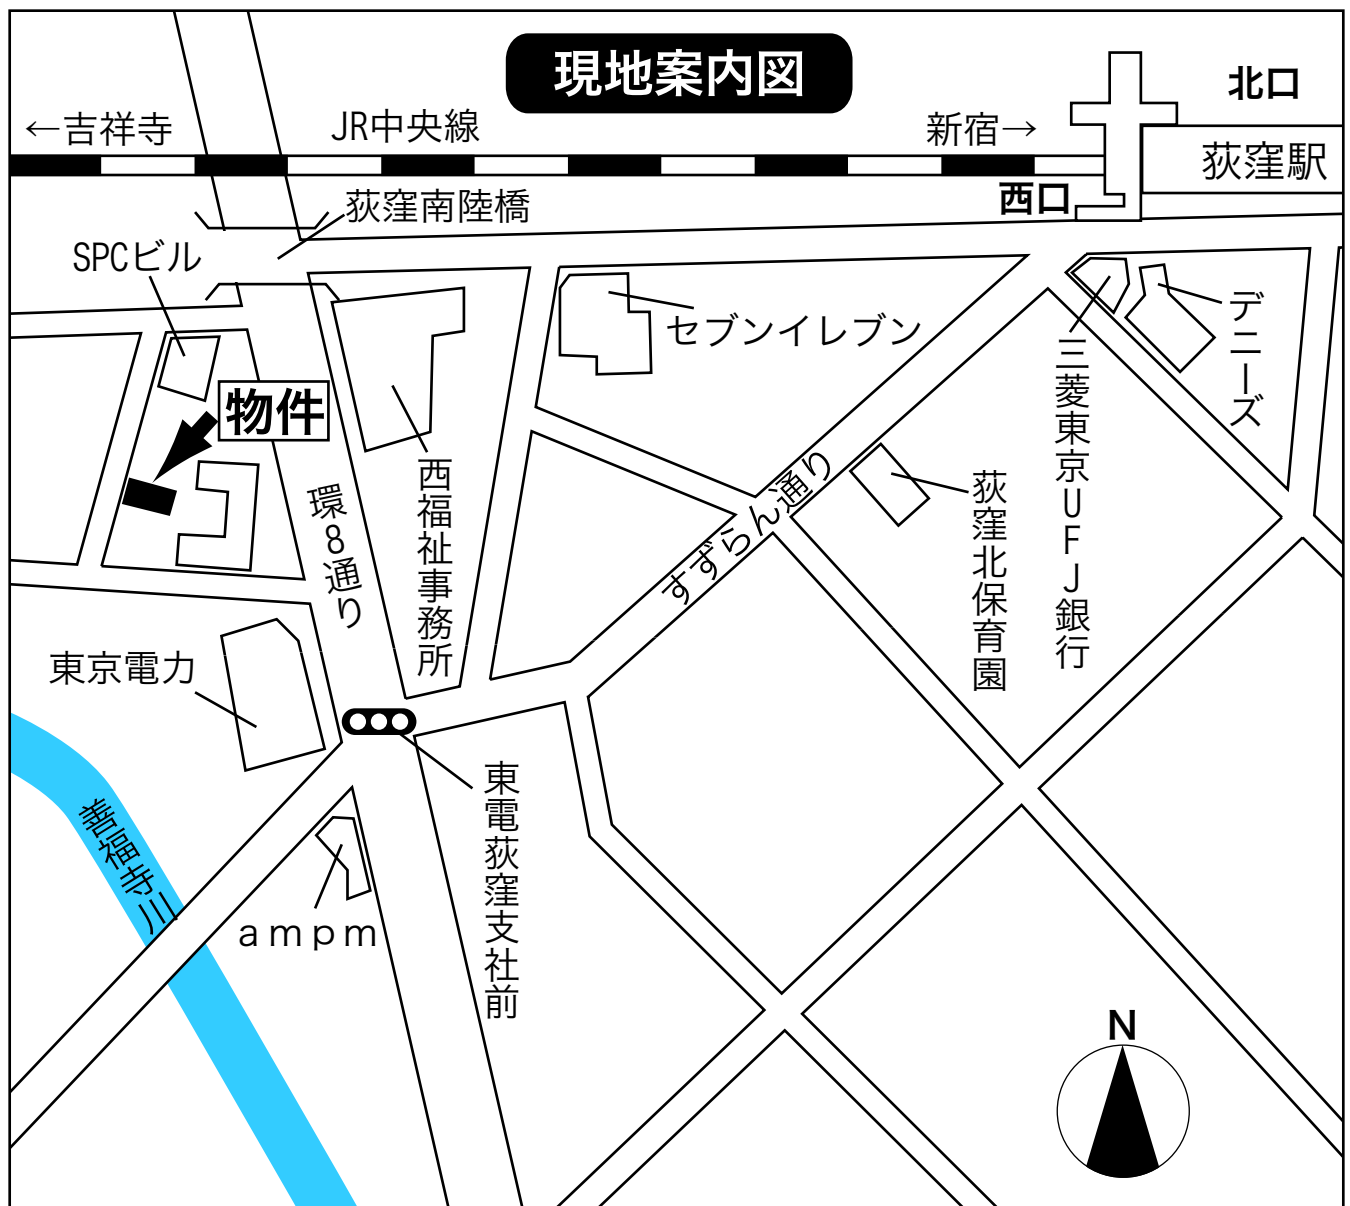 現地案内図
北口
←吉祥寺
JR中央線
新宿→
荻窪駅
西口
荻窪南陸橋
SPCビル
セブンイレブン
デニーズ
三菱東京UFJ銀行
物件
西福祉事務所
環8通り
すずらん通り
荻窪北保育園
東京電力
東電荻窪支社前
善福寺川
ampm
N